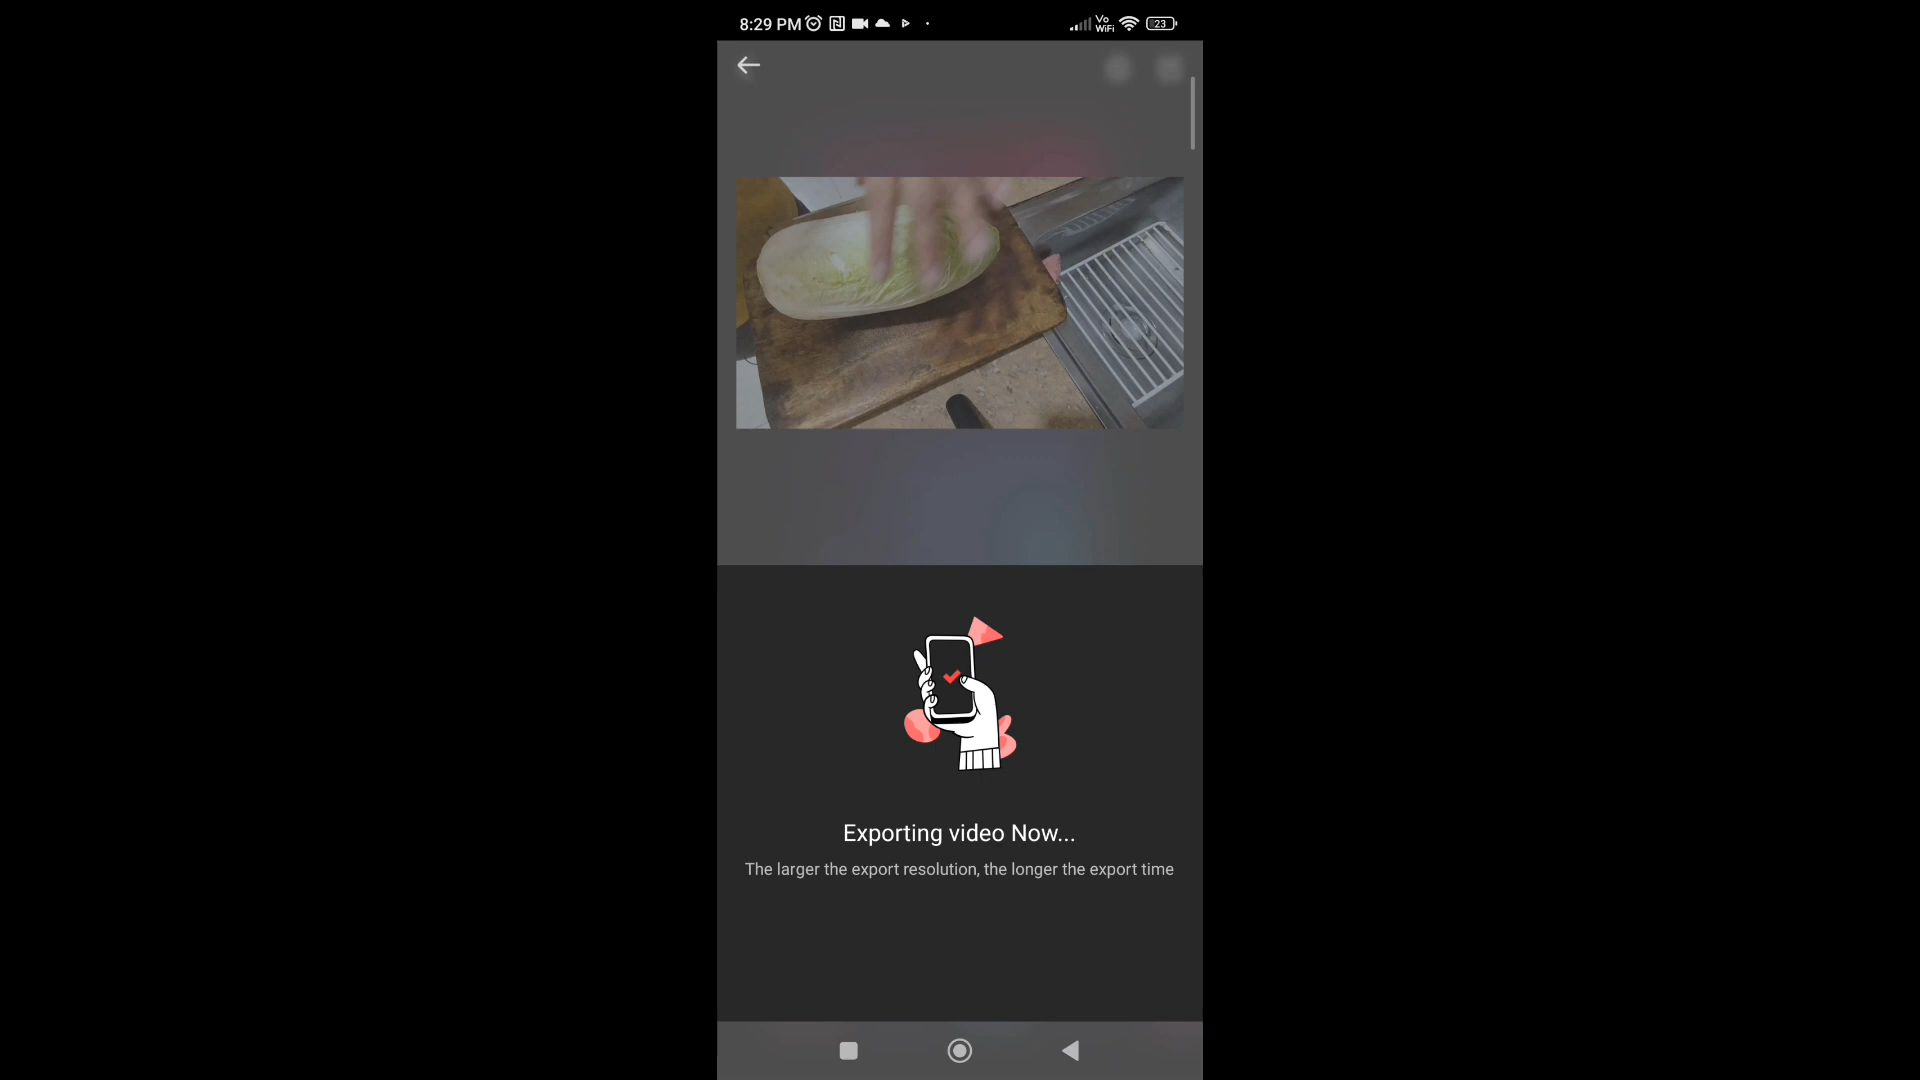 8:29 PM
Vo
WiFi
23
Exporting video Now...
The larger the export resolution, the longer the export time